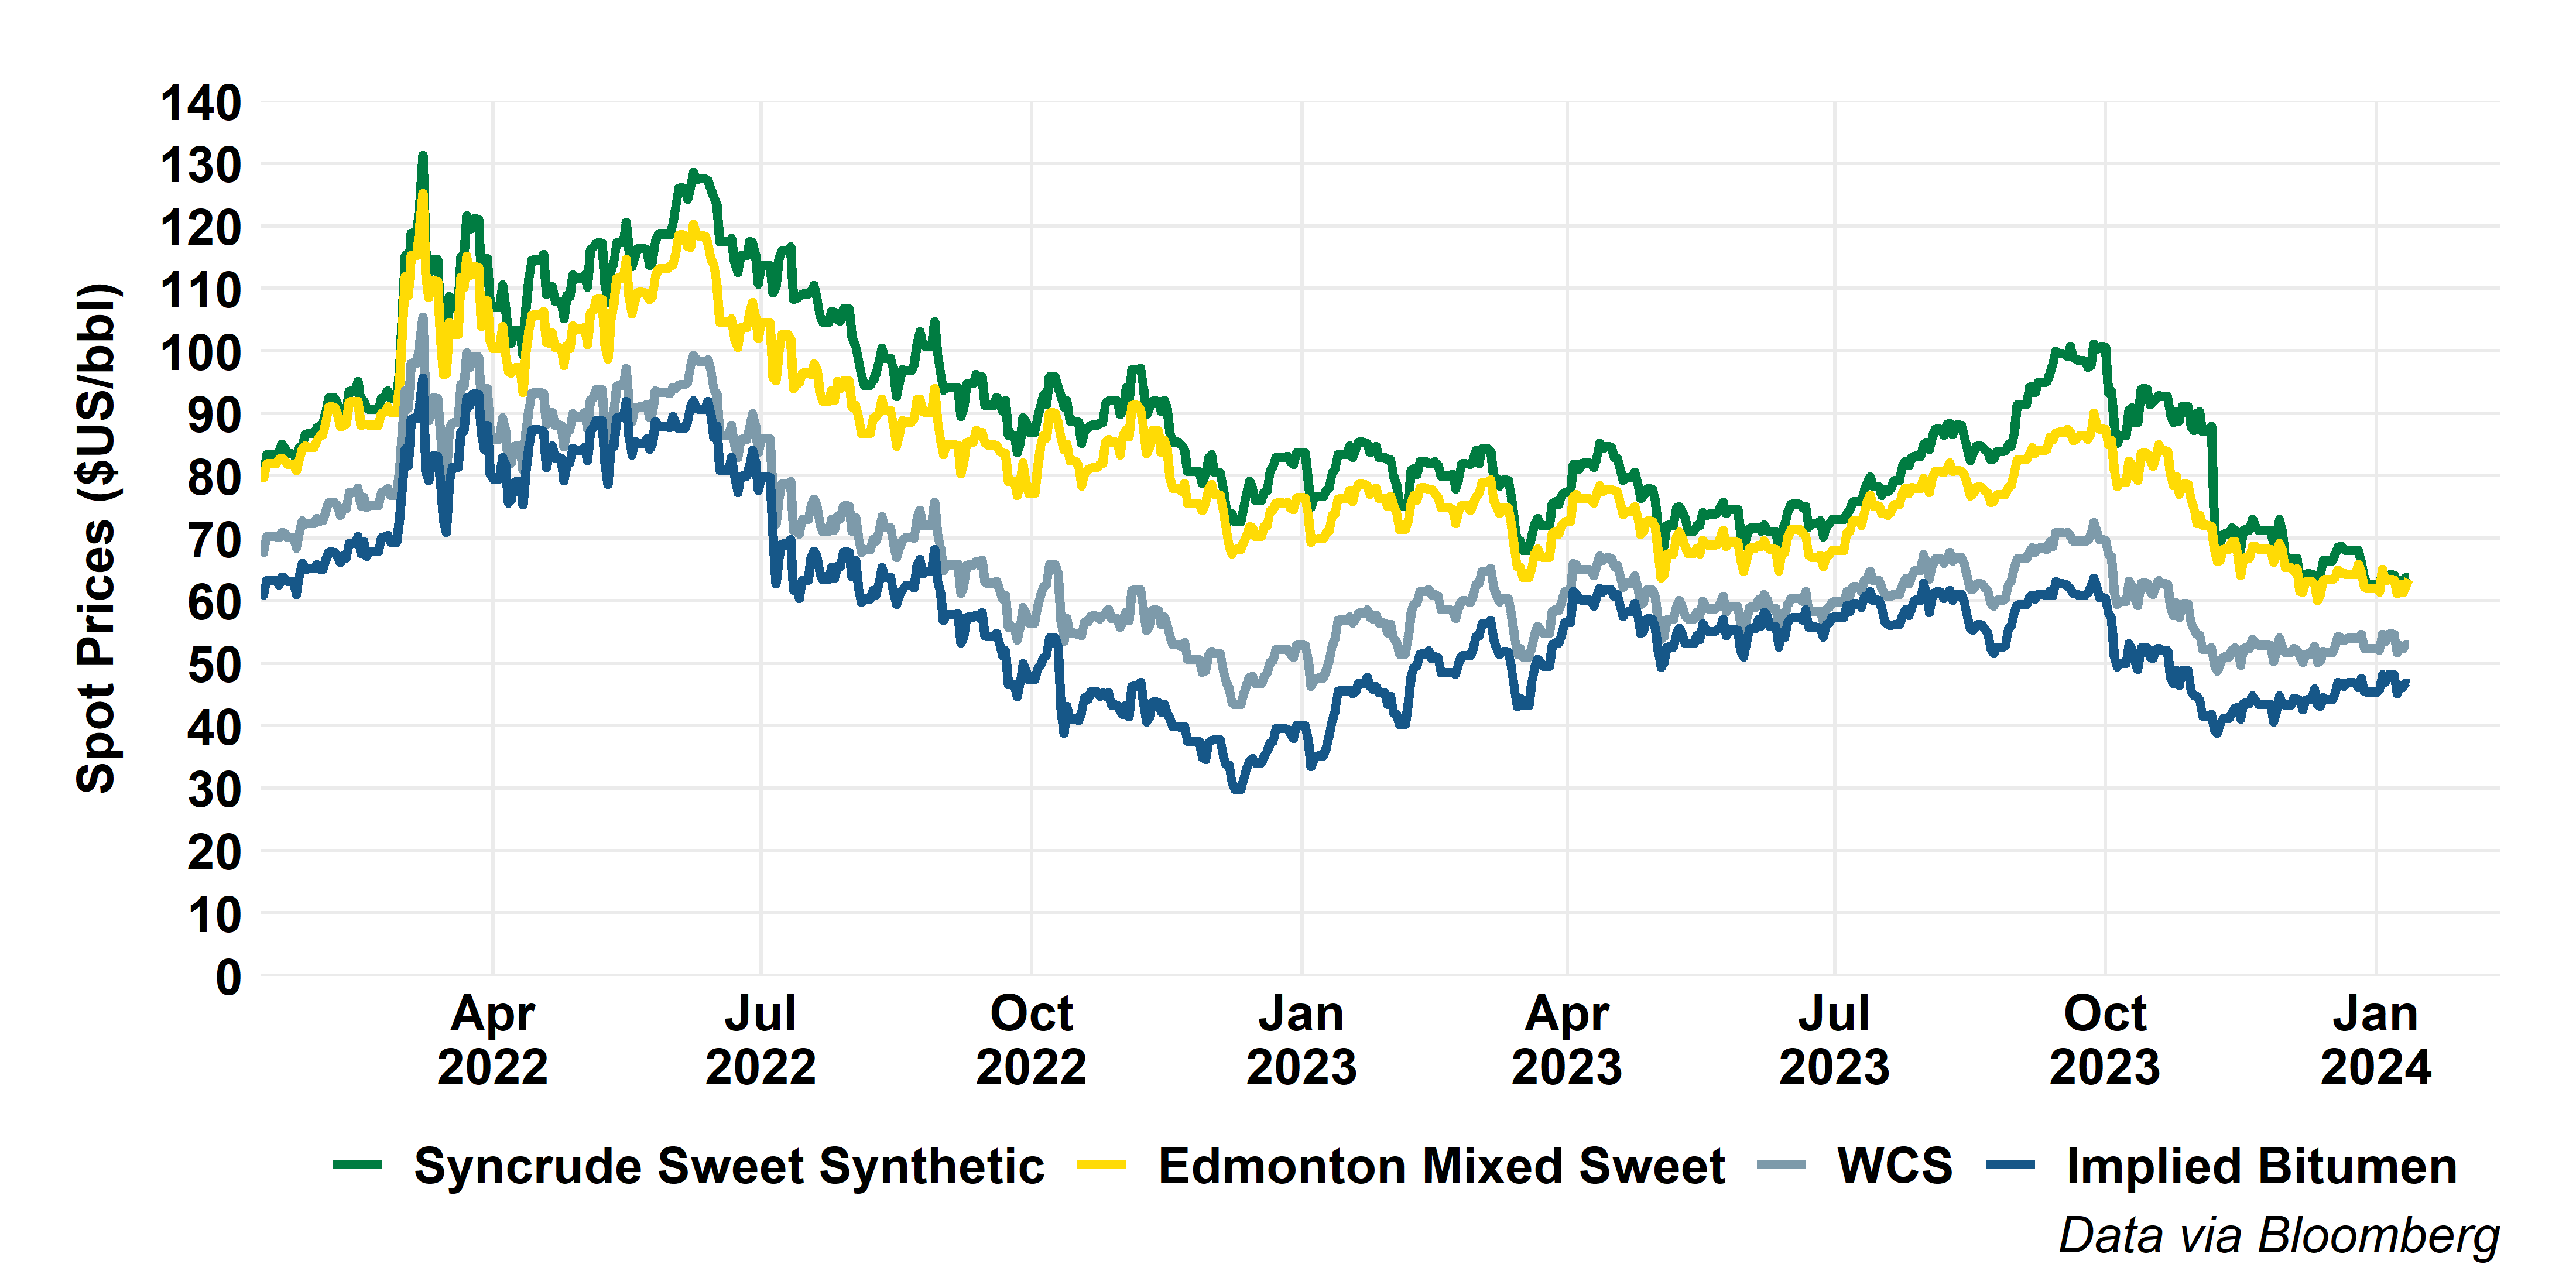 Spot Prices ($US/bbl)
140
130
120
110
100
90
80
70
60
50
40
30
20
10
0
Apr 2022
Jul 2022
Oct 2022
Jan 2023
Apr 2023
Jul 2023
Oct 2023
Jan 2024
Syncrude Sweet Synthetic
Edmonton Mixed Sweet
WCS
Implied Bitumen
Data via Bloomberg